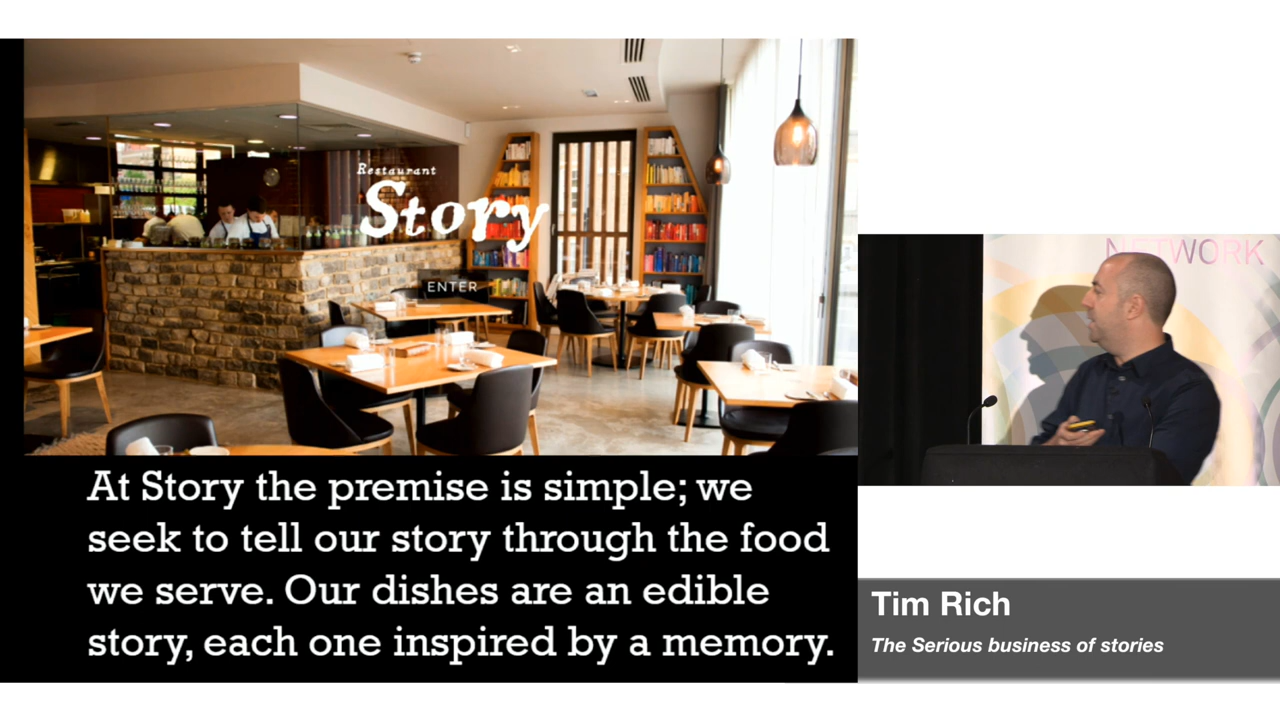 Restaurant
Story
ENTER
At Story the premise is simple; we
seek to tell our story through the food
we serve. Our dishes are an edible
story, each one inspired by a memory.
NETWORK
Tim Rich
The Serious business of stories